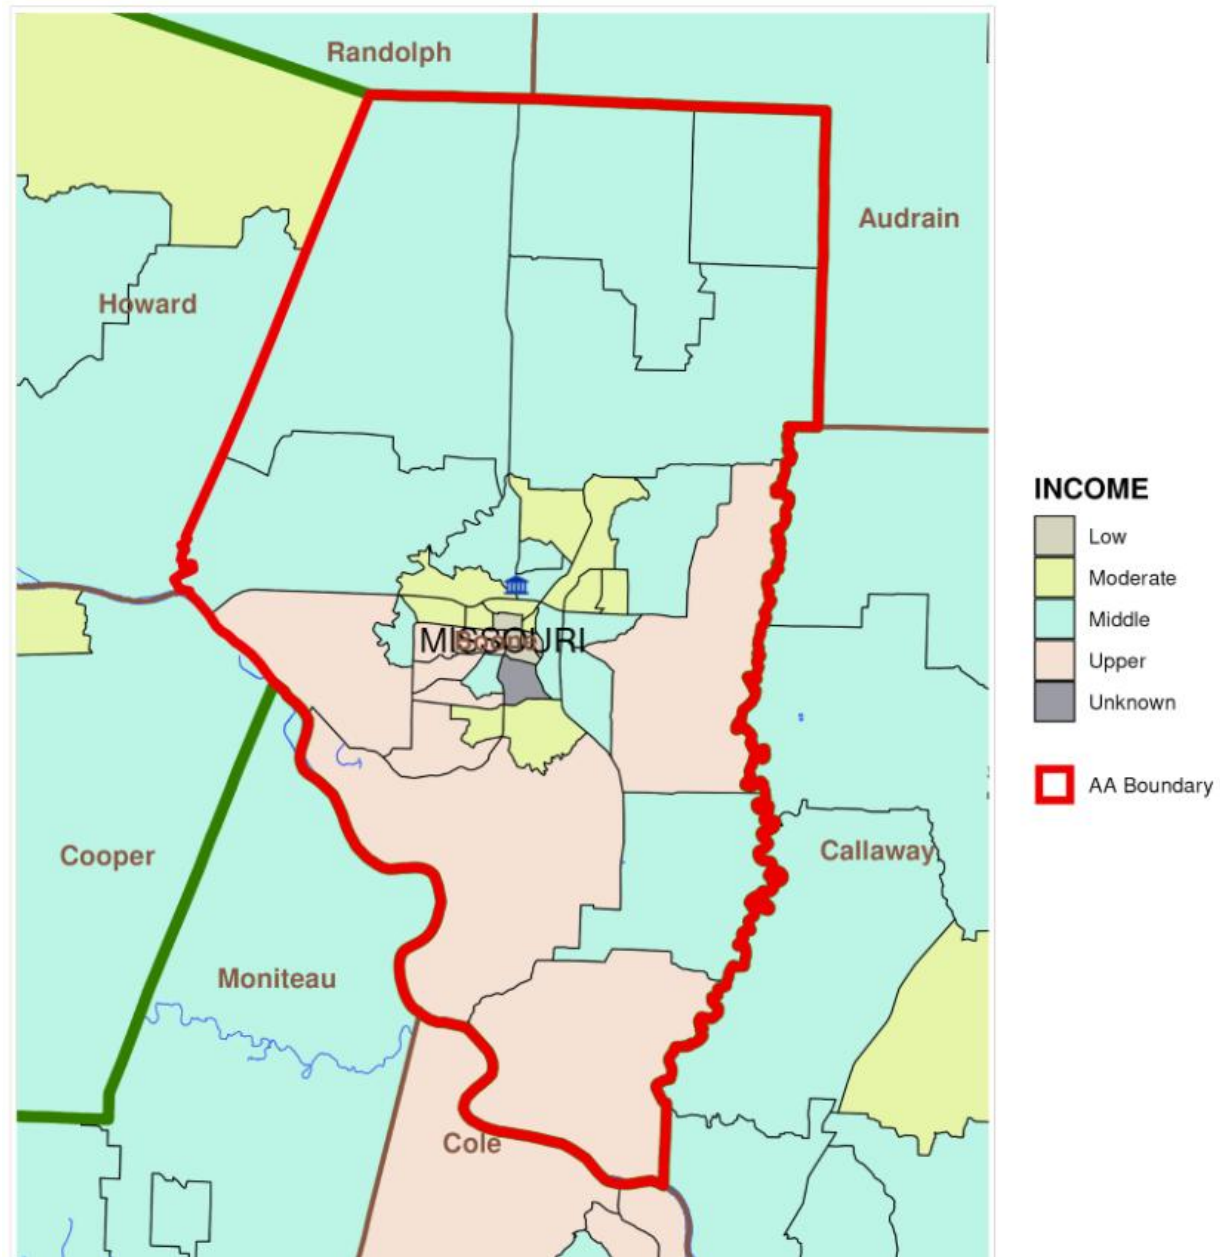 Randolph
Audrain
Howard
MISSOURI
Cooper
Callaway
Moniteau
Cole
INCOME
Low
Moderate
Middle
Upper
Unknown
AA Boundary